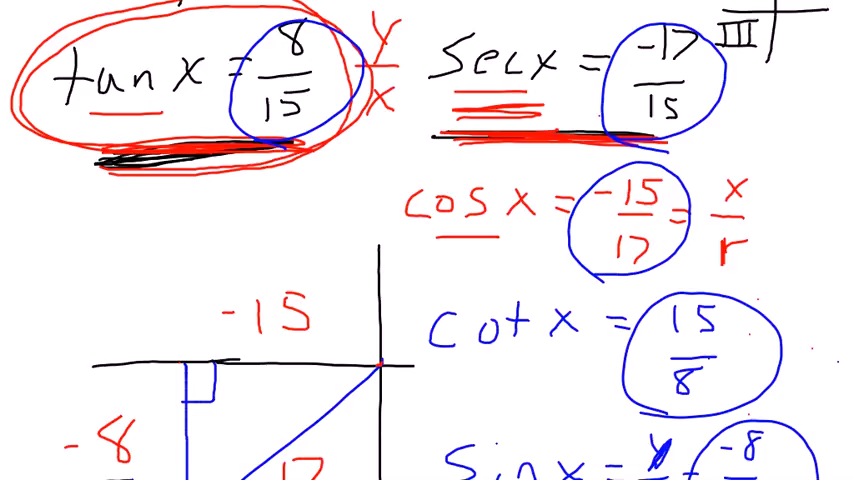 tan x = 8/15 y/x
sec x = -17/15
III
cos x = -15/17 = x/r
-15
cot x = 15/8
-8
17
sin x = y/ = -8/